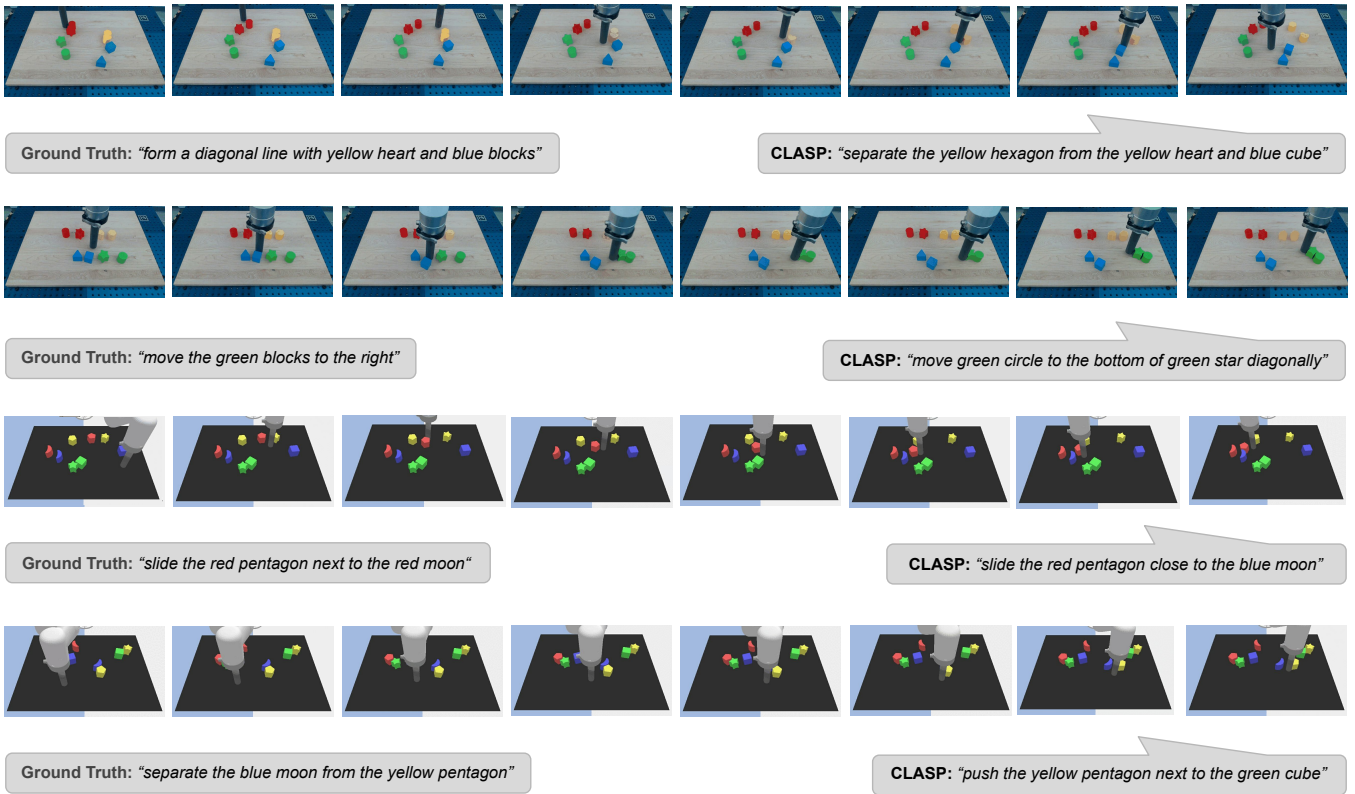 Ground Truth: “form a diagonal line with yellow heart and blue blocks”
CLASP: “separate the yellow hexagon from the yellow heart and blue cube”
Ground Truth: “move the green blocks to the right”
CLASP: “move green circle to the bottom of green star diagonally”
Ground Truth: “slide the red pentagon next to the red moon“
CLASP: “slide the red pentagon close to the blue moon”
Ground Truth: “separate the blue moon from the yellow pentagon”
CLASP: “push the yellow pentagon next to the green cube”